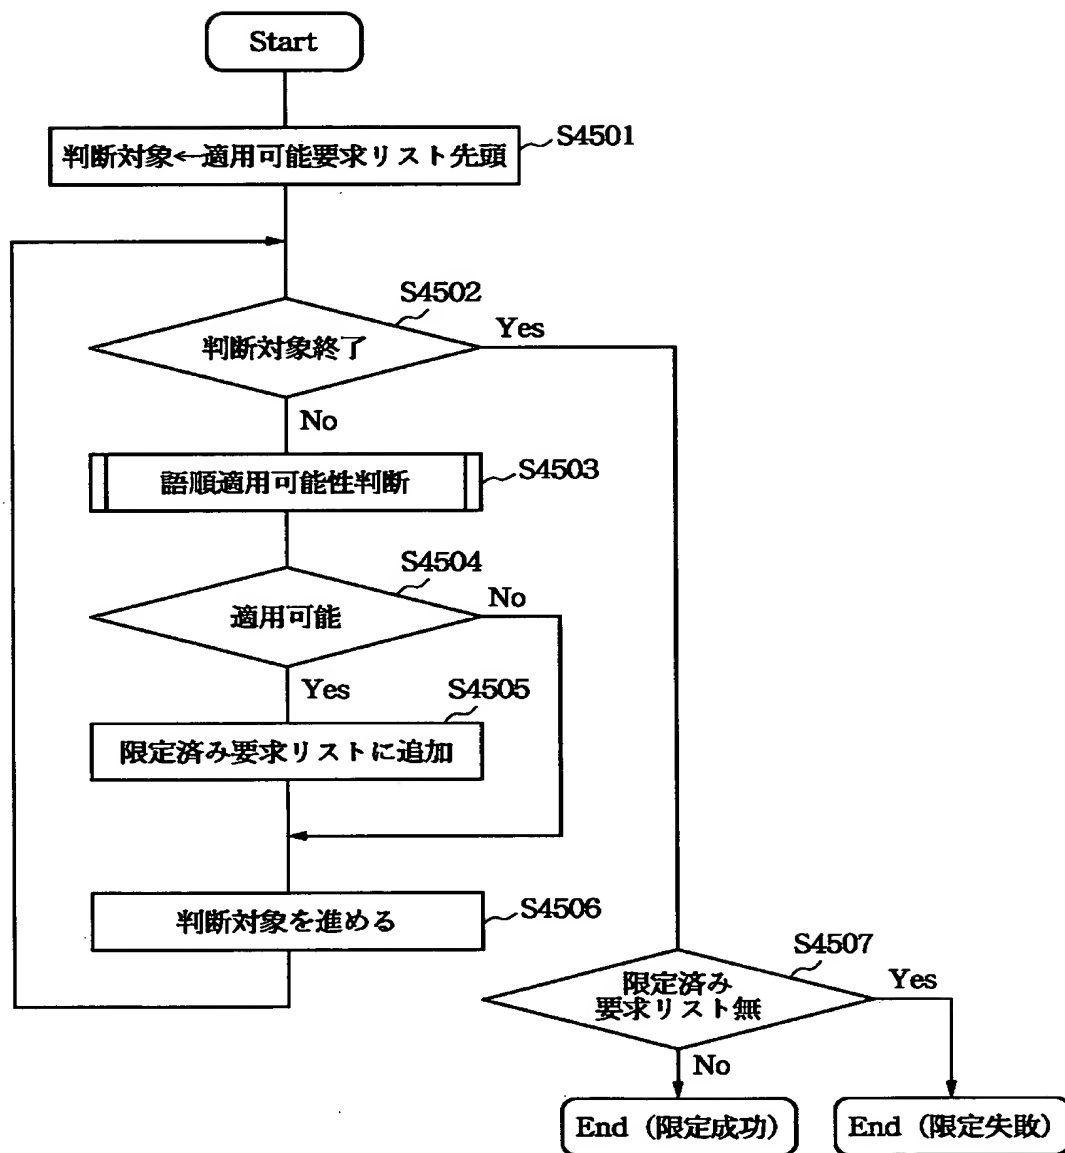 Start
判断対象←適用可能要求リスト先頭
S4501
S4502
判断対象終了
Yes
No
語順適用可能性判断
S4503
S4504
適用可能
No
Yes
S4505
限定済み要求リストに追加
判断対象を進める
S4506
S4507
限定済み
要求リスト無
Yes
No
End（限定成功）
End（限定失敗）